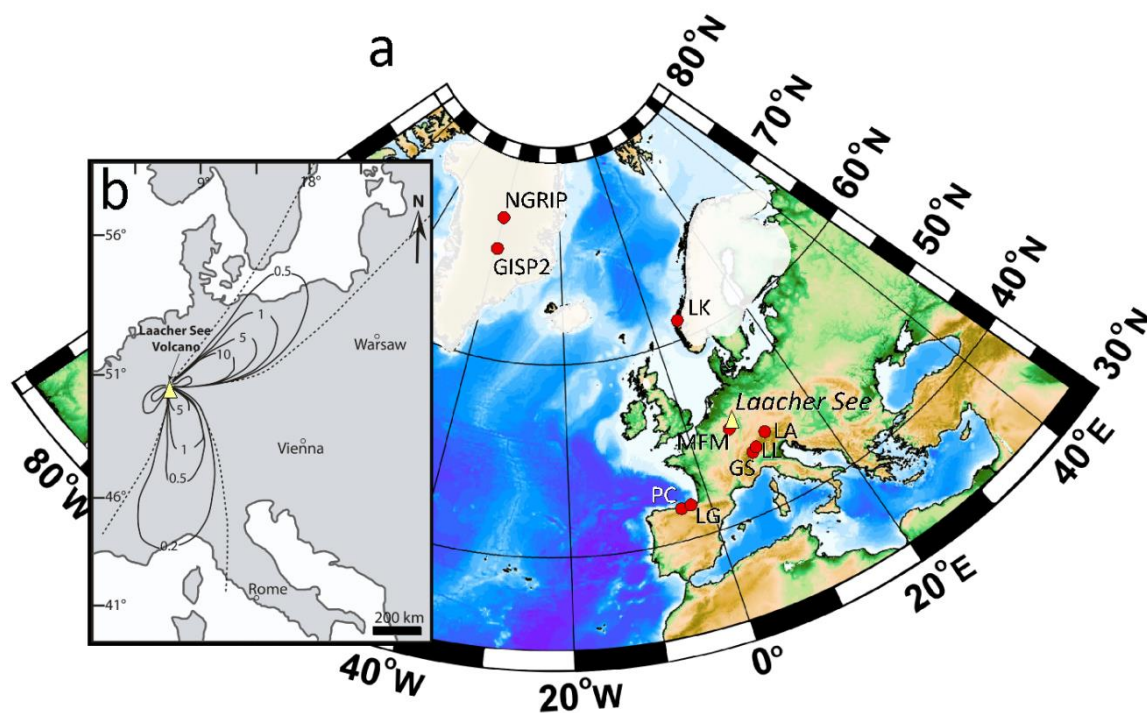 a
80°N
70°N
60°N
50°N
40°N
30°N
b
9°
18°
N
56°
NGRIP
GISP2
0.5
LK
Laacher See
Volcano
1
5
10
Warsaw
51°
5
1
Vienna
0.5
46°
0.2
Rome
41°
200 km
Laacher See
MFM
LA
LL
GS
PC
LG
80°W
40°W
20°W
0°
20°E
40°E